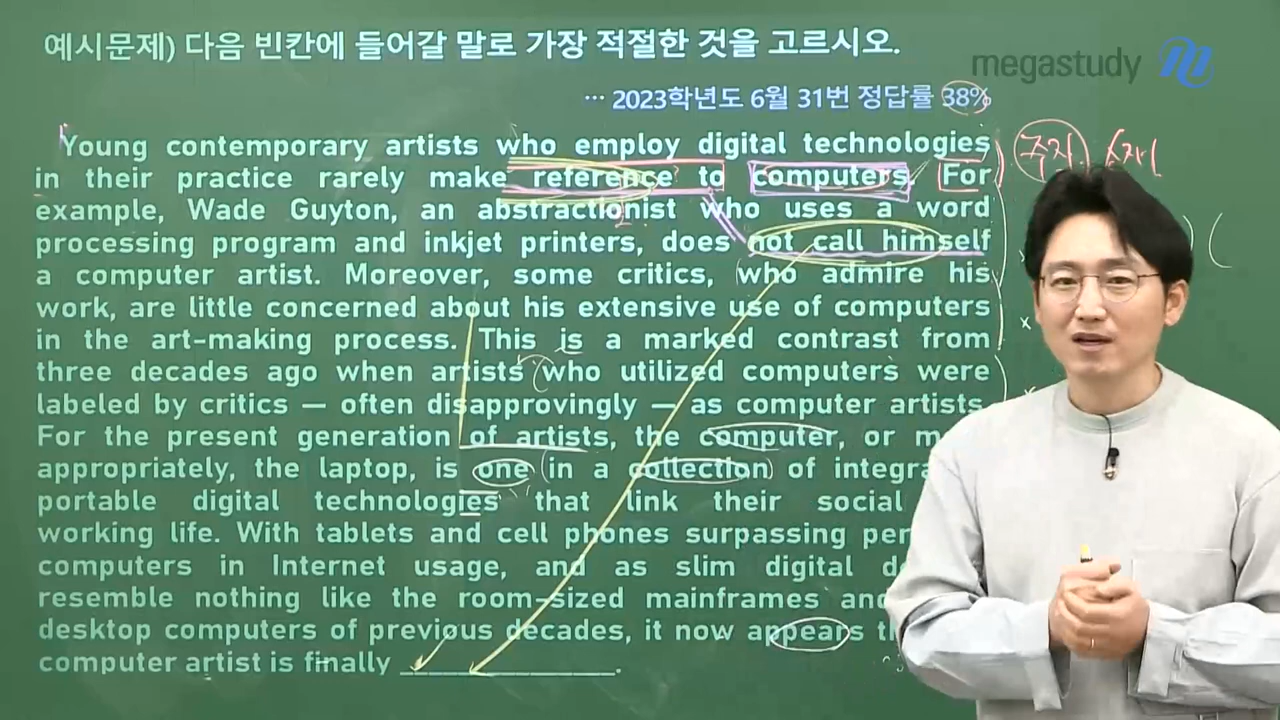 예시문제) 다음 빈칸에 들어갈 말로 가장 적절한 것을 고르시오.
megastudy
… 2023학년도 6월 31번 정답률 38%
Young contemporary artists who employ digital technologies
in their practice rarely make reference to computers. For
example, Wade Guyton, an abstractionist who uses a word
processing program and inkjet printers, does not call himself
a computer artist. Moreover, some critics, who admire his
work, are little concerned about his extensive use of computers
in the art-making process. This is a marked contrast from
three decades ago when artists who utilized computers were
labeled by critics — often disapprovingly — as computer artists.
For the present generation of artists, the computer, or
appropriately, the laptop, is one in a collection of
portable digital technologies that link their social
working life. With tablets and cell phones surpassing
computers in Internet usage, and as slim digital
resemble nothing like the room-sized mainframes
desktop computers of previous decades, it now appears
computer artist is finally ______.